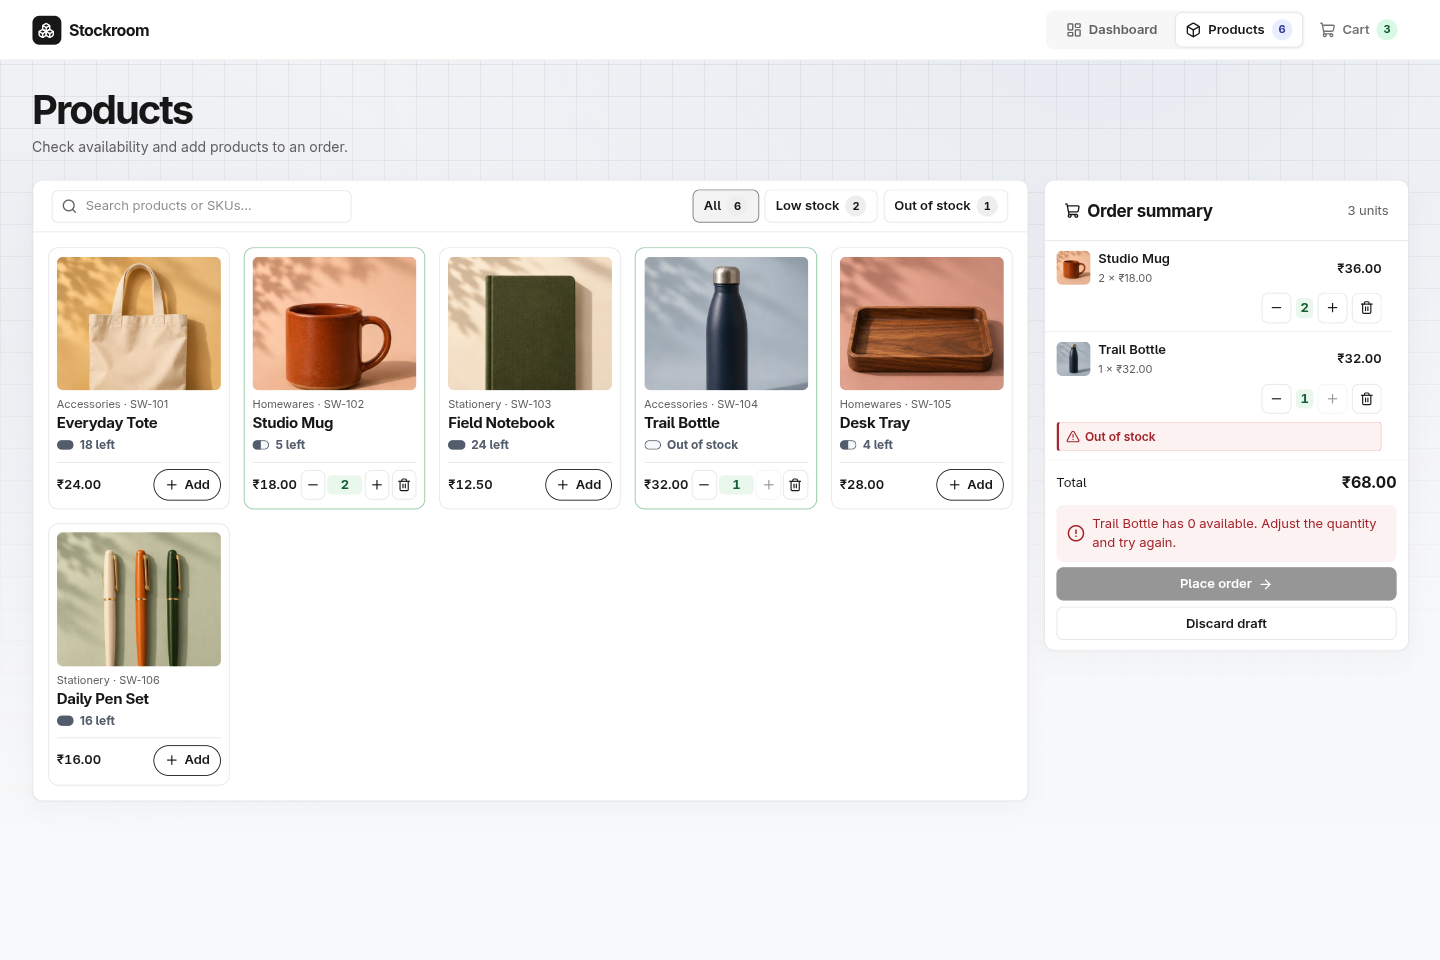 Stockroom
Dashboard
Products 6
Cart 3
Products
Check availability and add products to an order.
Search products or SKUs...
All 6
Low stock 2
Out of stock 1
Accessories · SW-101
Everyday Tote
18 left
₹24.00
Add
Homewares · SW-102
Studio Mug
5 left
₹18.00
2
Stationery · SW-103
Field Notebook
24 left
₹12.50
Add
Accessories · SW-104
Trail Bottle
Out of stock
₹32.00
1
Homewares · SW-105
Desk Tray
4 left
₹28.00
Add
Stationery · SW-106
Daily Pen Set
16 left
₹16.00
Add
Order summary
3 units
Studio Mug
2 × ₹18.00
₹36.00
2
Trail Bottle
1 × ₹32.00
₹32.00
1
Out of stock
Total
₹68.00
Trail Bottle has 0 available. Adjust the quantity
and try again.
Place order
Discard draft